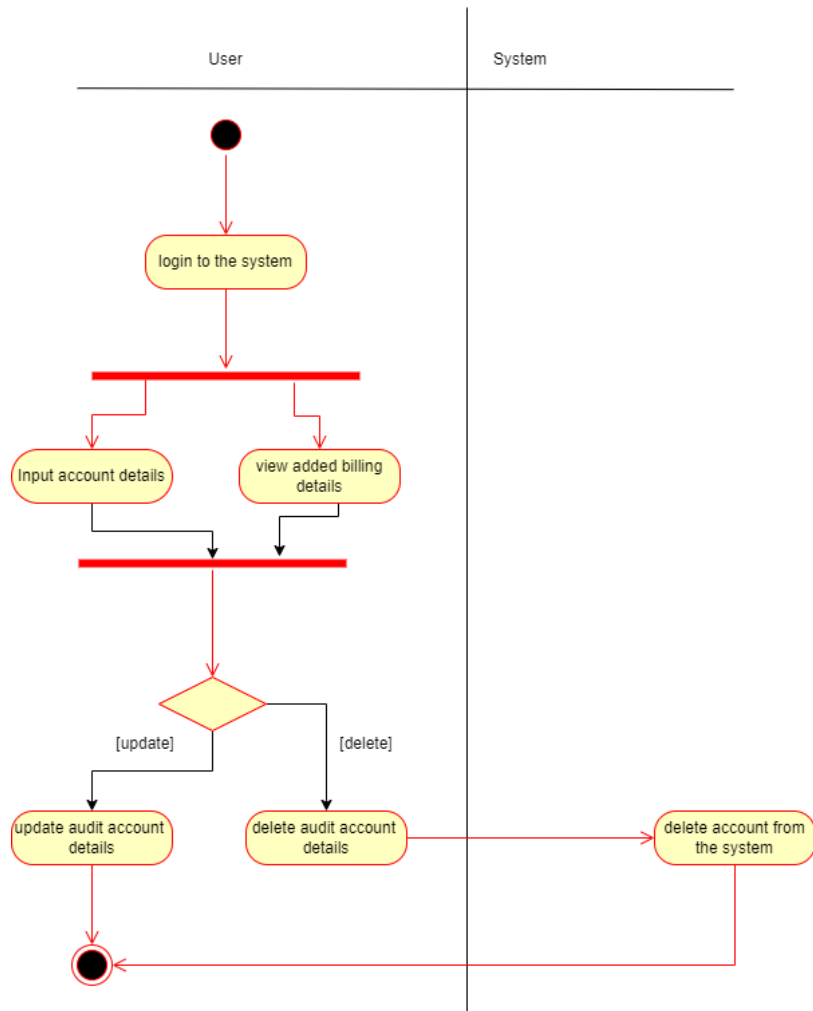 User
System
login to the system
Input account details
view added billing
details
[update]
[delete]
update audit account
details
delete audit account
details
delete account from
the system